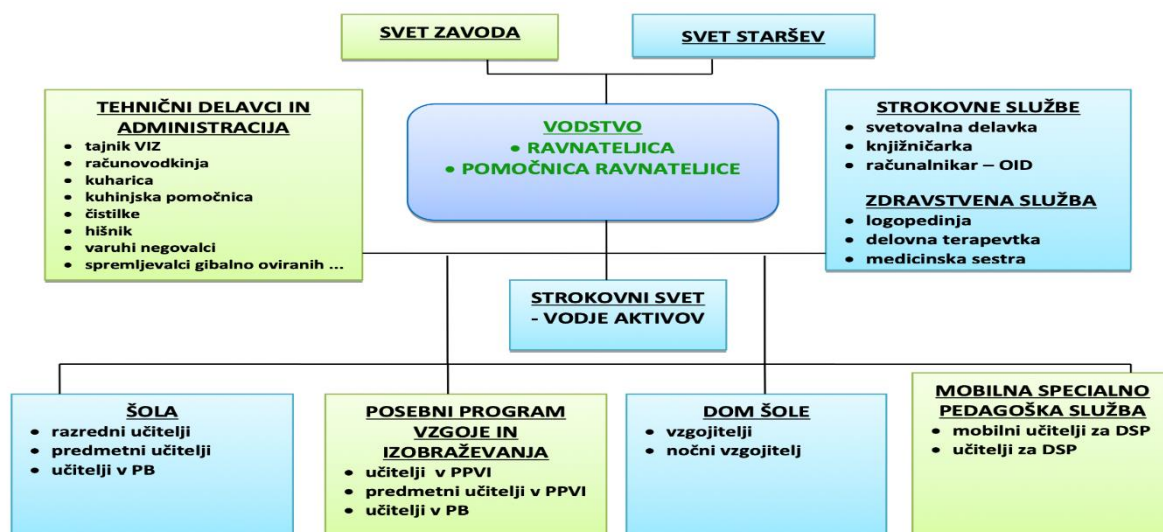 SVET ZAVODA
SVET STARŠEV
TEHNIČNI DELAVCI IN
ADMINISTRACIJA
• tajnik VIZ
• računovodkinja
• kuharica
• kuhinjska pomočnica
• čistilke
• hišnik
• varuhi negovalci
• spremljevalci gibalno oviranih ...
VODSTVO
• RAVNATELJICA
• POMOČNICA RAVNATELJICE
STROKOVNE SLUŽBE
• svetovalna delavka
• knjižničarka
• računalnikar – OID
ZDRAVSTVENA SLUŽBA
• logopedinja
• delovna terapevtka
• medicinska sestra
STROKOVNI SVET
- VODJE AKTIVOV
ŠOLA
• razredni učitelji
• predmetni učitelji
• učitelji v PB
POSEBNI PROGRAM
VZGOJE IN
IZOBRAŽEVANJA
• učitelji v PPVI
• predmetni učitelji v PPVI
• učitelji v PB
DOM ŠOLE
• vzgojitelji
• nočni vzgojitelj
MOBILNA SPECIALNO
PEDAGOŠKA SLUŽBA
• mobilni učitelji za DSP
• učitelji za DSP